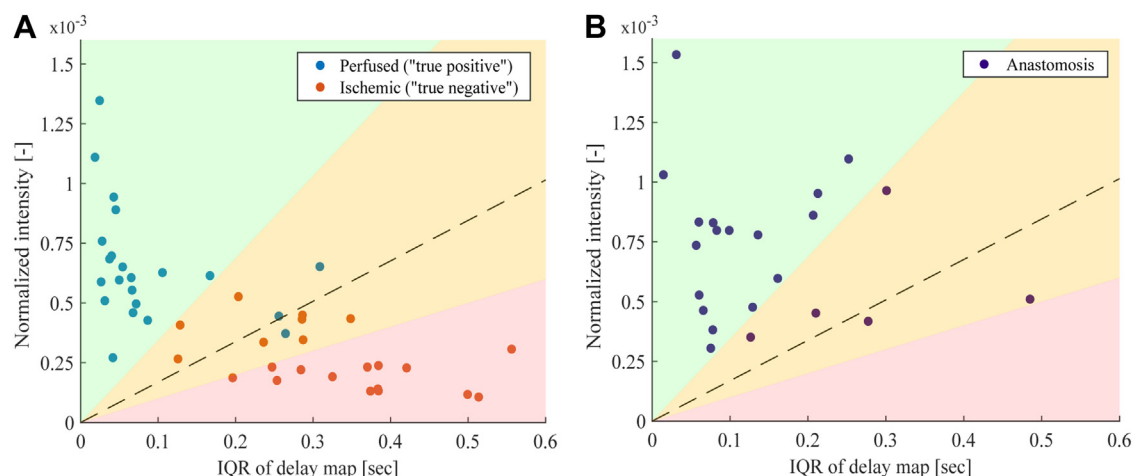 A
x10⁻³
1.5
1.25
1
0.75
0.5
0.25
0
0
0.1
0.2
0.3
0.4
0.5
0.6
Normalized intensity [-]
IQR of delay map [sec]
Perfused ("true positive")
Ischemic ("true negative")
B
x10⁻³
1.5
1.25
1
0.75
0.5
0.25
0
0
0.1
0.2
0.3
0.4
0.5
0.6
Normalized intensity [-]
IQR of delay map [sec]
Anastomosis